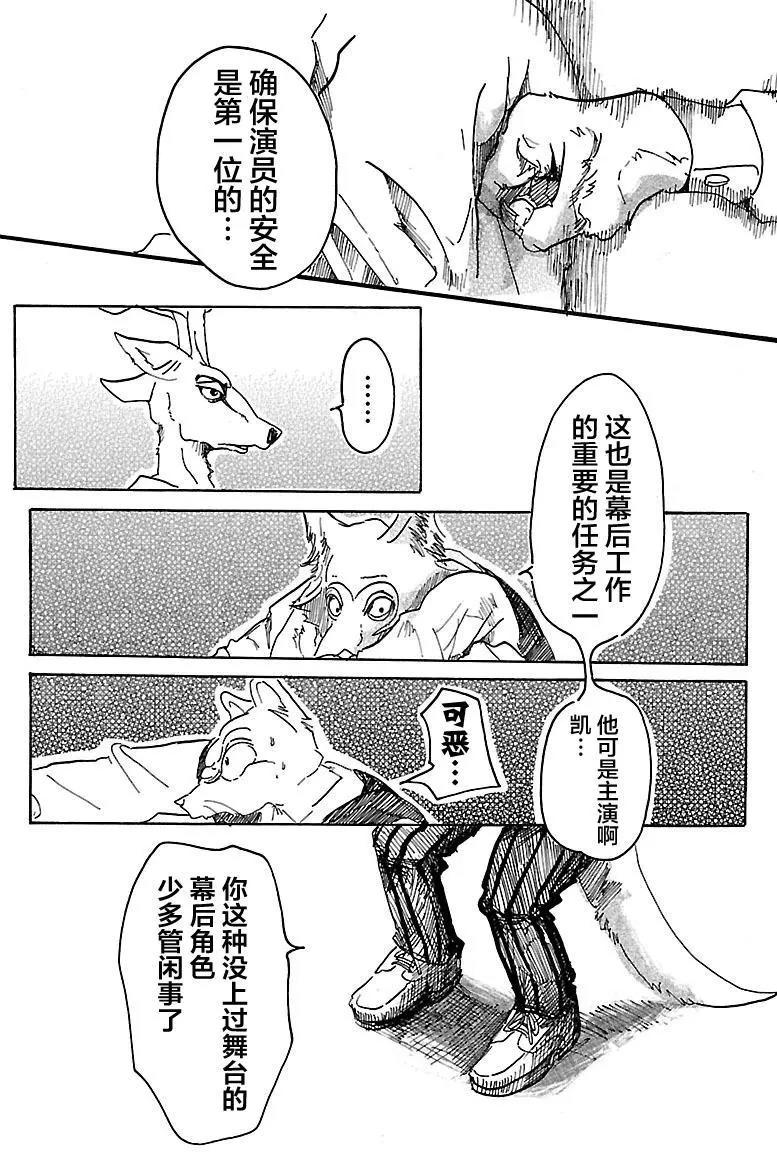 确保演员的安全
是第一位的…
……
这也是幕后工作
的重要的任务之一
他可是主演啊
凯…
可恶…
你这种没上过舞台的
幕后角色
少多管闲事了